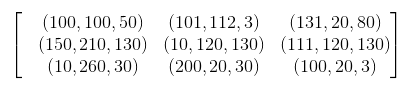 (100, 100, 50) (101, 112, 3) (131, 20, 80)
(150, 210, 130) (10, 120, 130) (111, 120, 130)
(10, 260, 30) (200, 20, 30) (100, 20, 3)